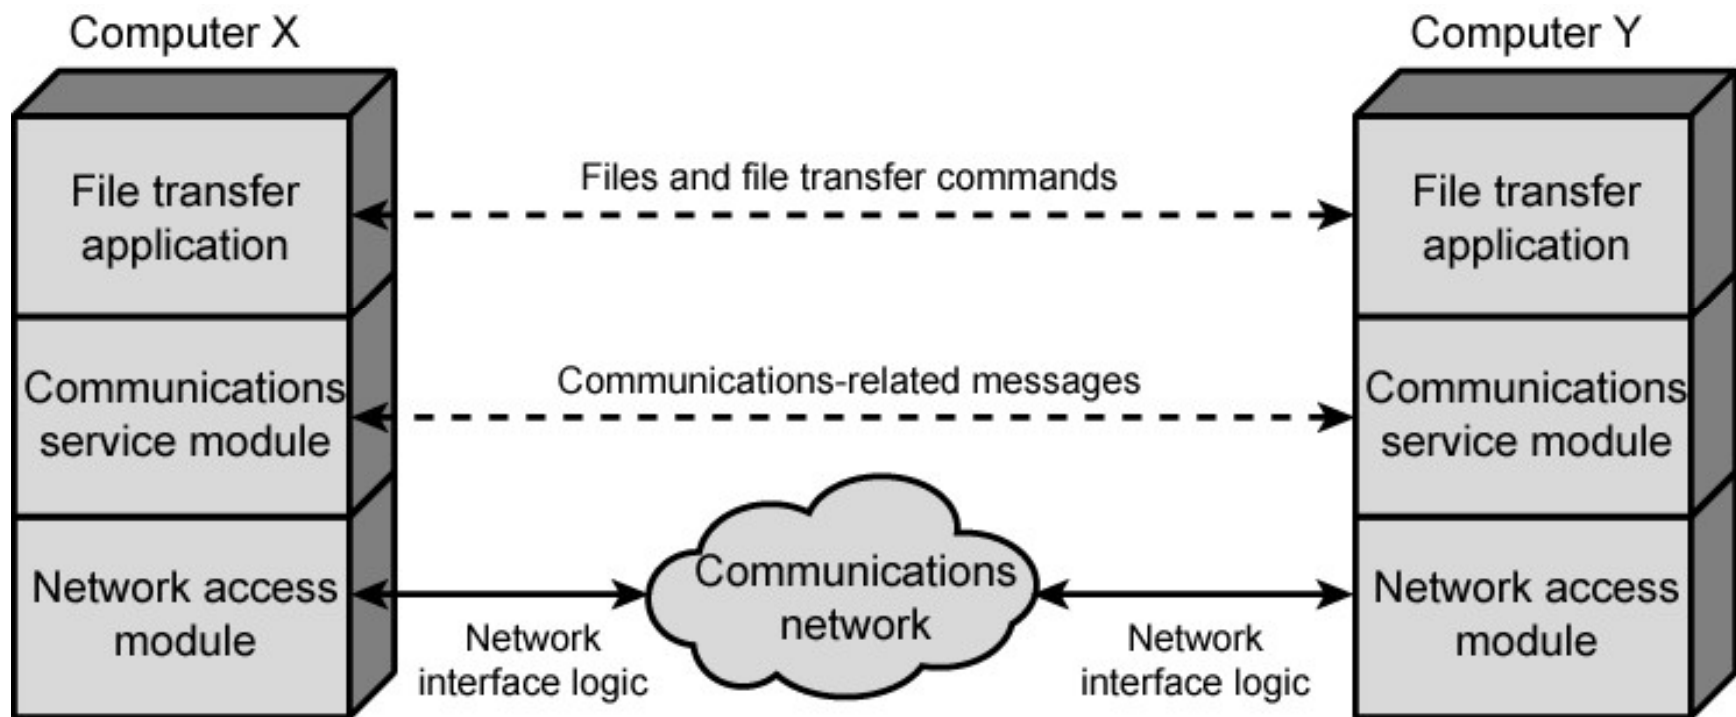 Computer X
Computer Y
File transfer
application
Files and file transfer commands
File transfer
application
Communications
service module
Communications-related messages
Communications
service module
Network access
module
Network
interface logic
Communications
network
Network
interface logic
Network access
module